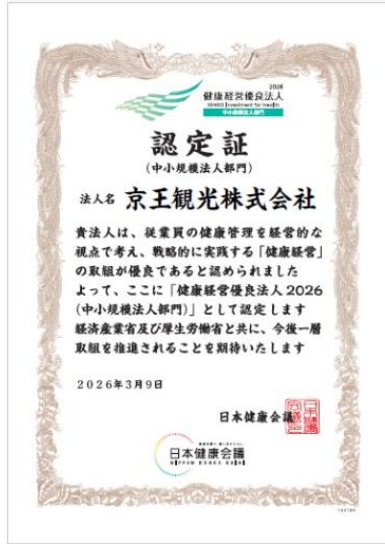 2026
健康経営優良法人
KENKO Investment for Health
中小規模法人部門
認定証
(中小規模法人部門)
法人名 京王観光株式会社
貴法人は、従業員の健康管理を経営的な
視点で考え、戦略的に実践する「健康経営」
の取組が優良であると認められました
よって、ここに「健康経営優良法人2026
(中小規模法人部門)」として認定します
経済産業省及び厚生労働省と共に、今後一層
取組を推進されることを期待いたします
2026年3月9日
日本健康会議
日本健康会議
NIPPON KENKO KAIGI